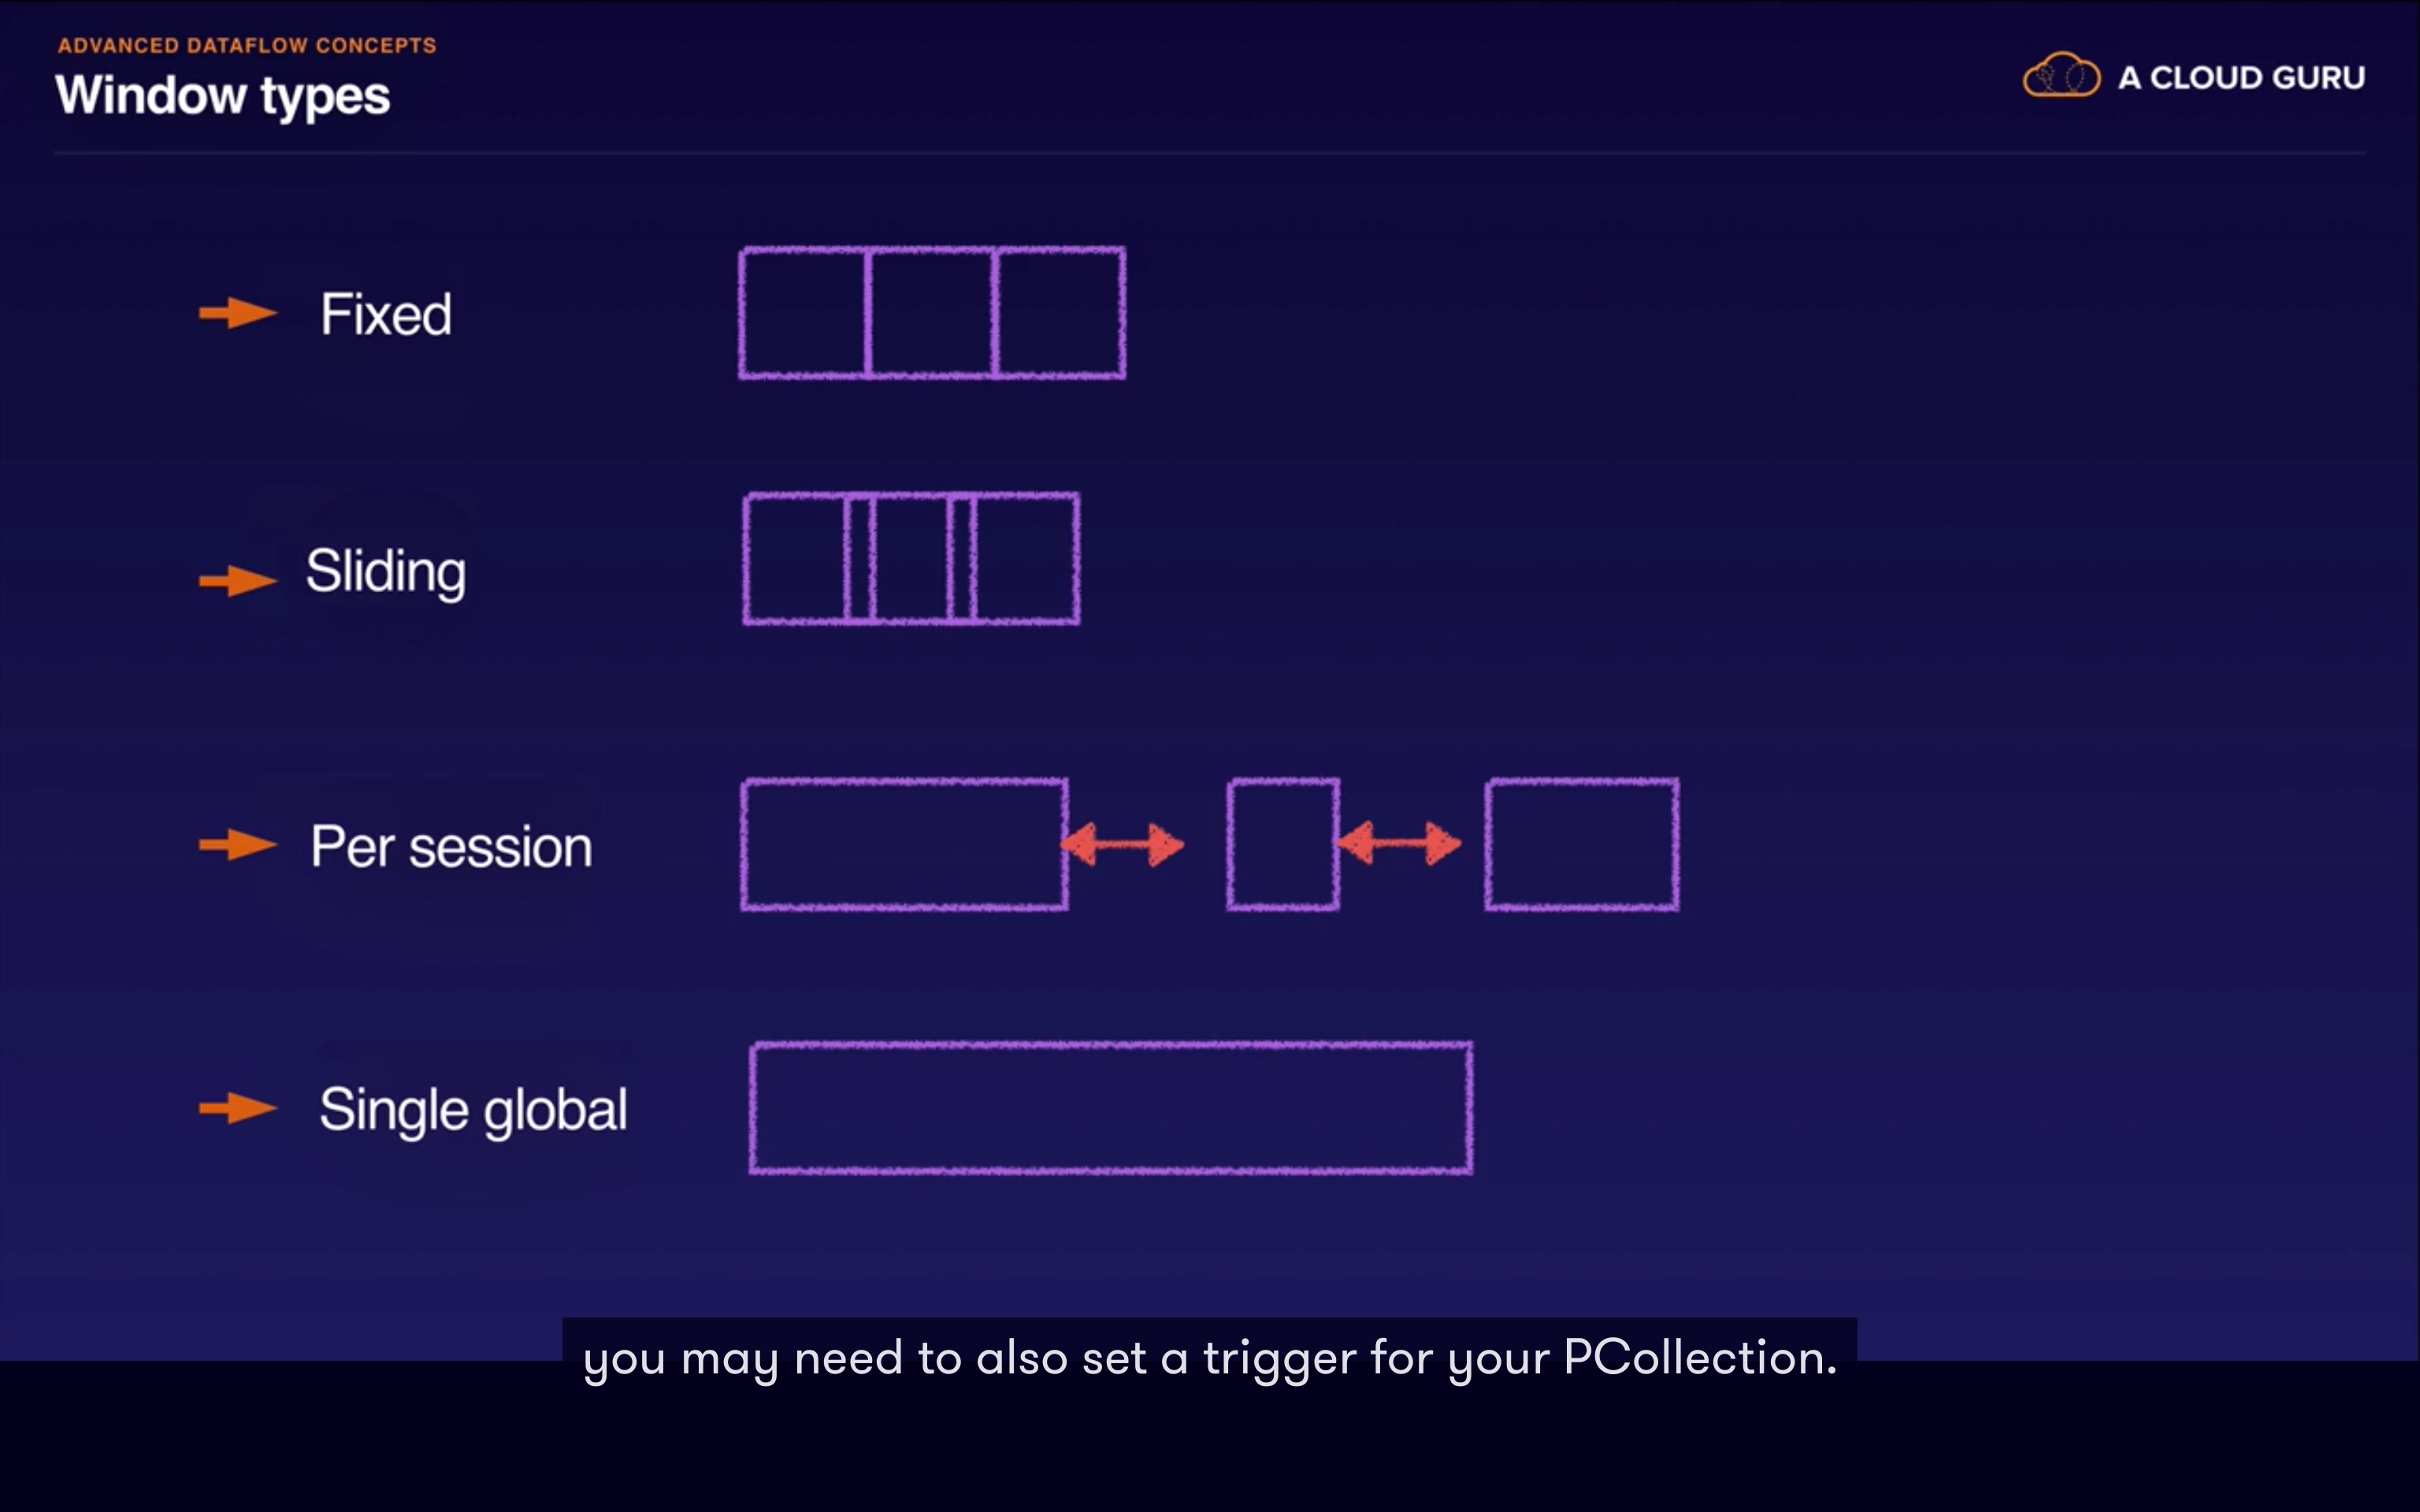 ADVANCED DATAFLOW CONCEPTS
Window types
A CLOUD GURU
Fixed
Sliding
Per session
Single global
you may need to also set a trigger for your PCollection.